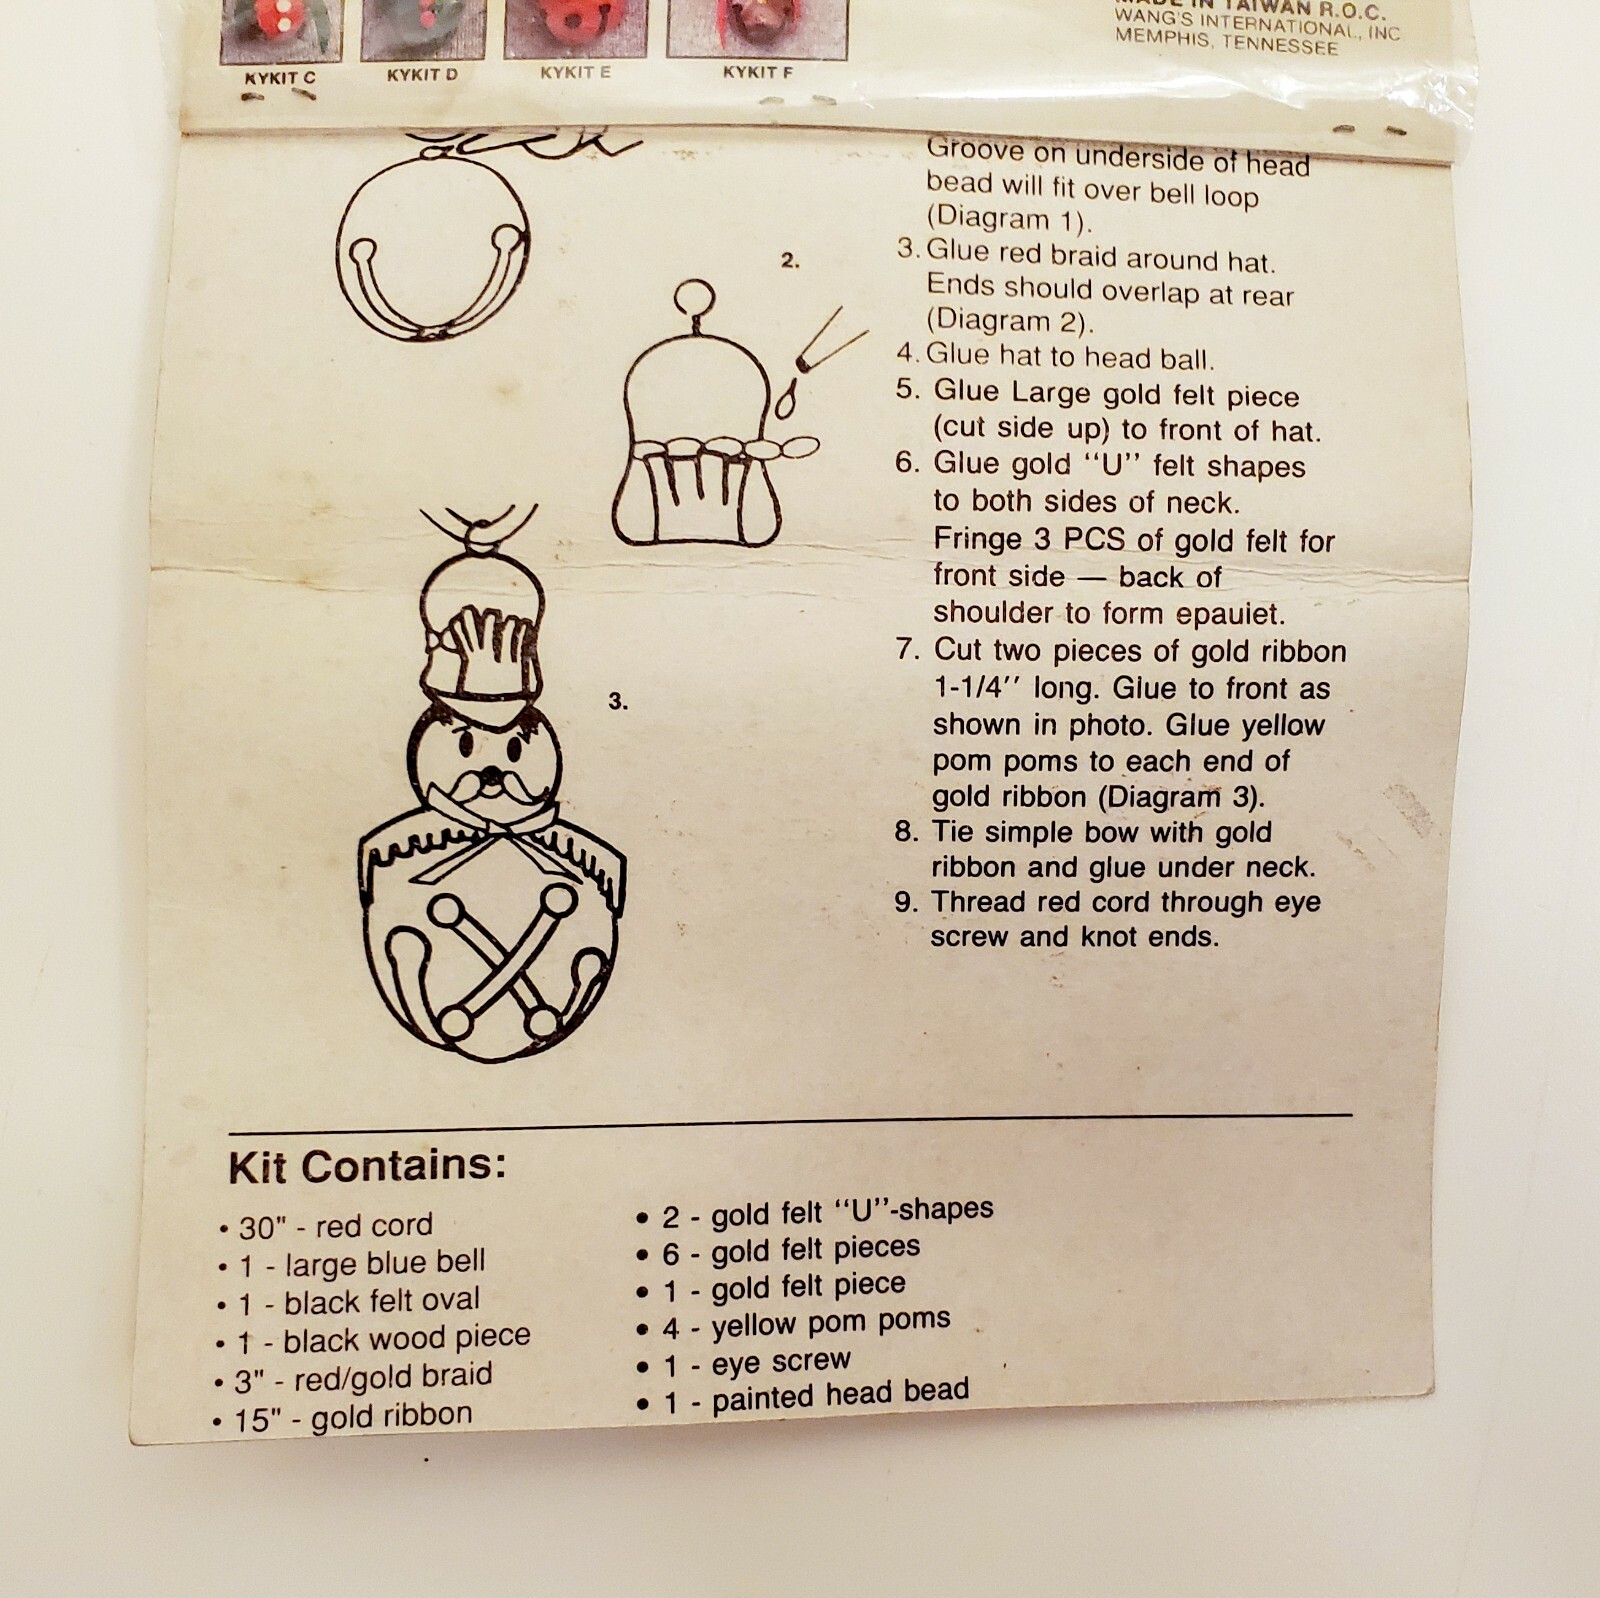 MADE IN TAIWAN R.O.C.
WANG'S INTERNATIONAL, INC
MEMPHIS, TENNESSEE
KYKIT C
KYKIT D
KYKIT E
KYKIT F
Groove on underside of head
bead will fit over bell loop
(Diagram 1).
3. Glue red braid around hat.
Ends should overlap at rear
(Diagram 2).
4. Glue hat to head ball.
5. Glue Large gold felt piece
(cut side up) to front of hat.
6. Glue gold "U" felt shapes
to both sides of neck.
Fringe 3 PCS of gold felt for
front side — back of
shoulder to form epauiet.
7. Cut two pieces of gold ribbon
1-1/4" long. Glue to front as
shown in photo. Glue yellow
pom poms to each end of
gold ribbon (Diagram 3).
8. Tie simple bow with gold
ribbon and glue under neck.
9. Thread red cord through eye
screw and knot ends.
2.
3.
Kit Contains:
• 30" - red cord
• 1 - large blue bell
• 1 - black felt oval
• 1 - black wood piece
• 3" - red/gold braid
• 15" - gold ribbon
• 2 - gold felt "U"-shapes
• 6 - gold felt pieces
• 1 - gold felt piece
• 4 - yellow pom poms
• 1 - eye screw
• 1 - painted head bead